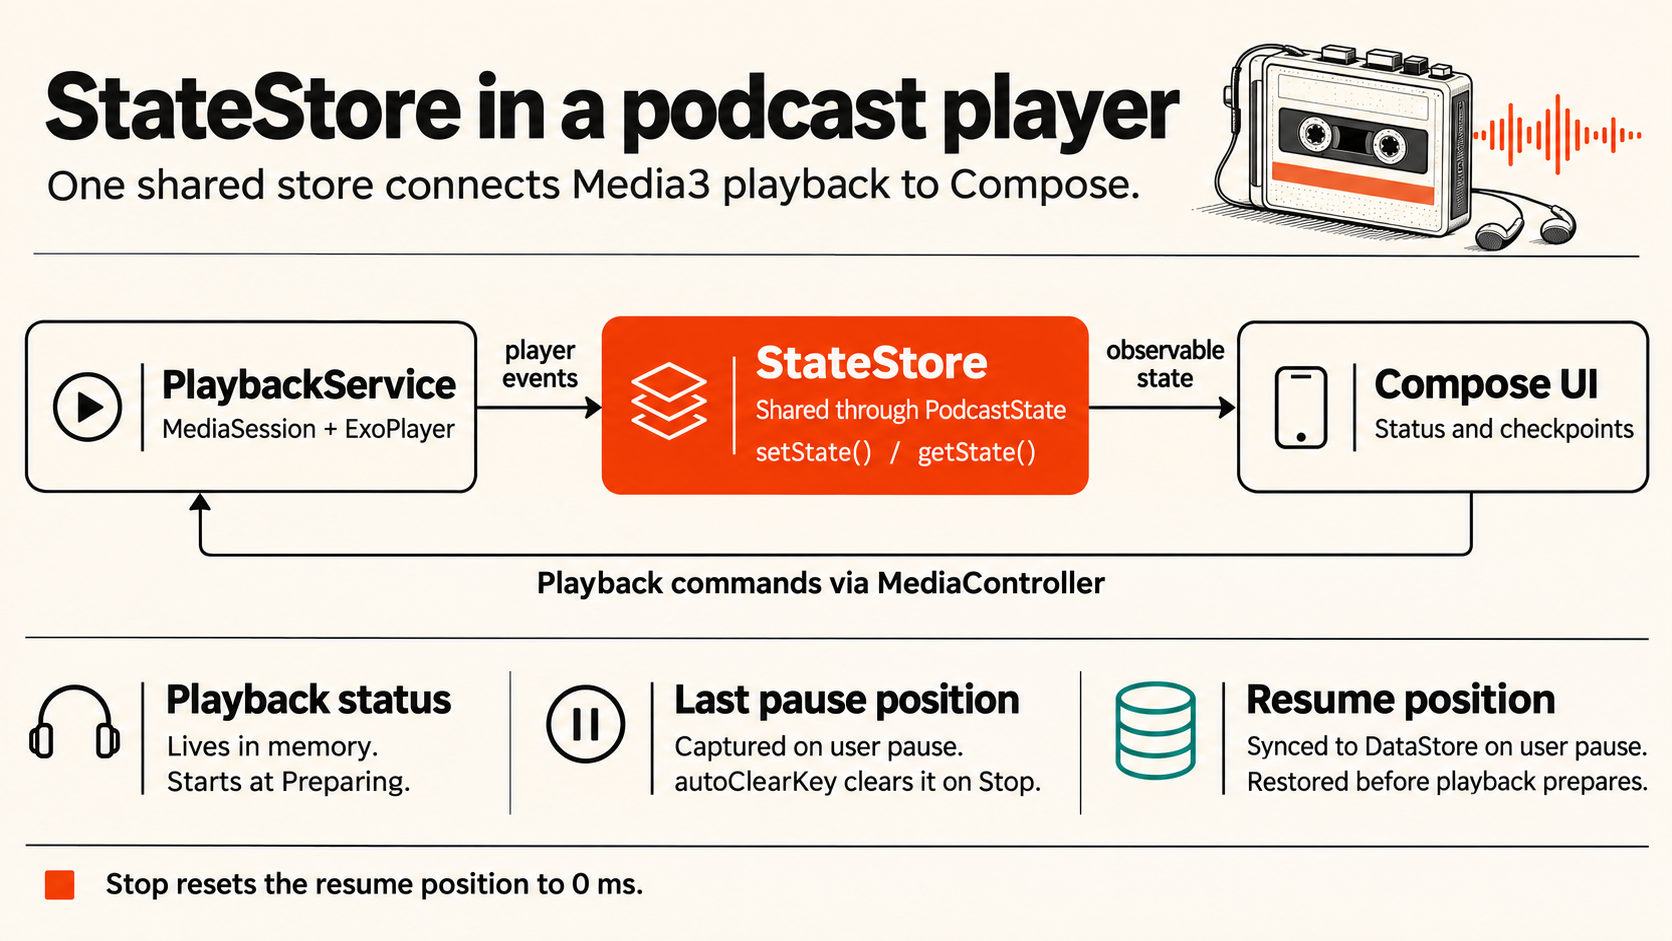 StateStore in a podcast player
One shared store connects Media3 playback to Compose.
PlaybackService
MediaSession + ExoPlayer
player
events
StateStore
Shared through PodcastState
setState() / getState()
observable
state
Compose UI
Status and checkpoints
Playback commands via MediaController
Playback status
Lives in memory.
Starts at Preparing.
Last pause position
Captured on user pause.
autoClearKey clears it on Stop.
Resume position
Synced to DataStore on user pause.
Restored before playback prepares.
Stop resets the resume position to 0 ms.